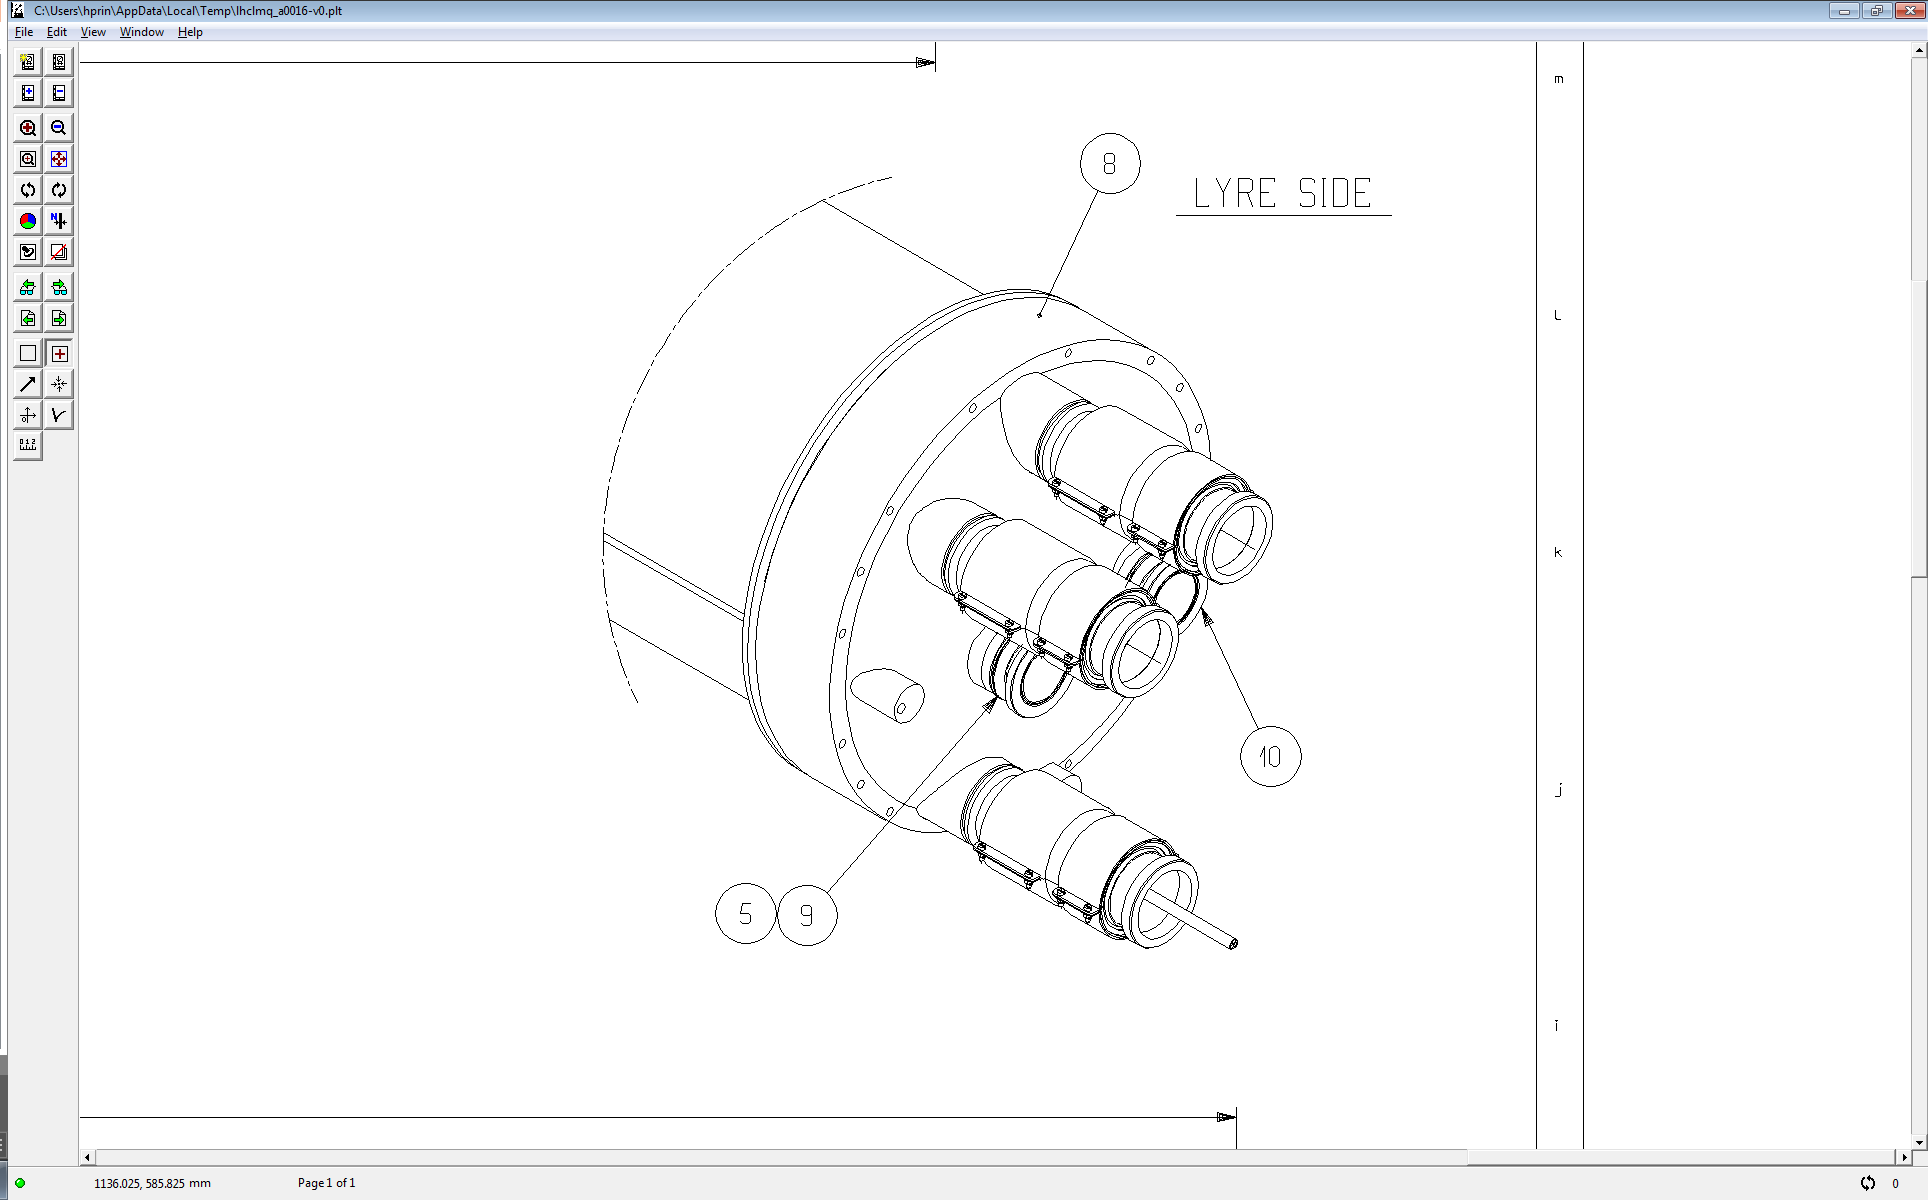 C:\Users\hprin\AppData\Local\Temp\lhclmq_a0016-v0.plt
File Edit View Window Help
m
8
LYRE SIDE
L
k
10
j
5 9
i
1136.025, 585.825 mm Page 1 of 1 0